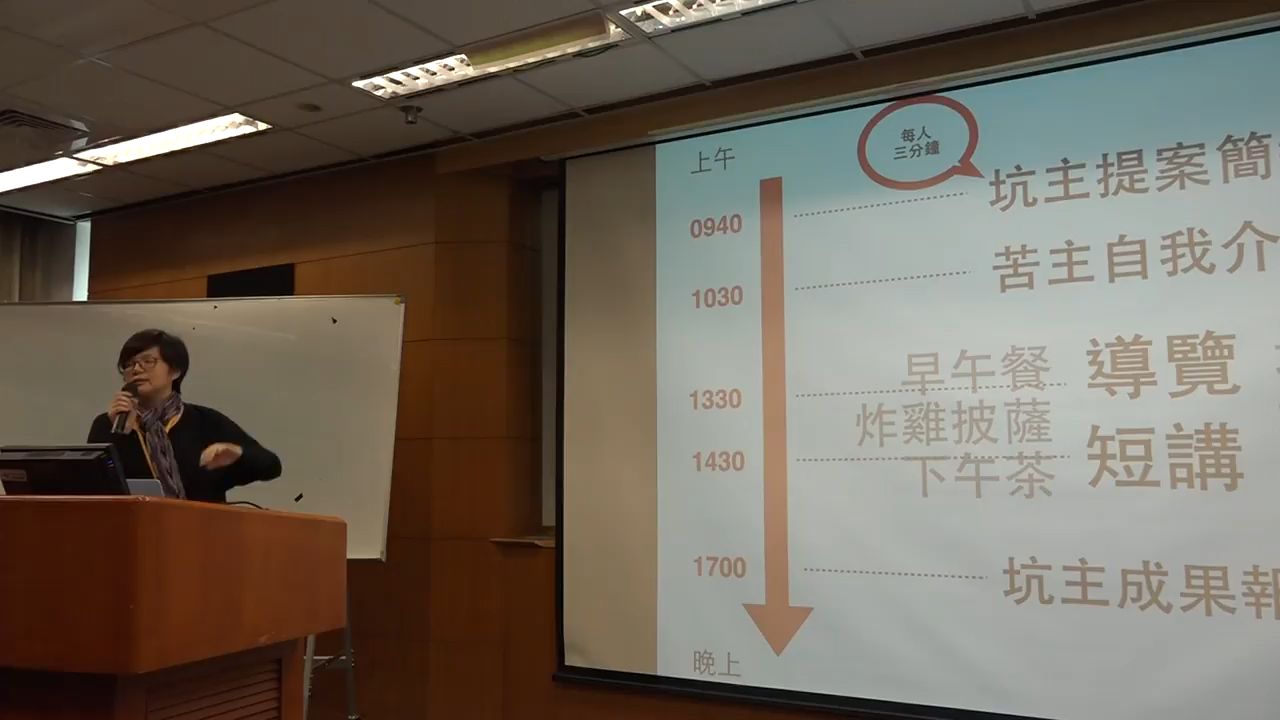 上午
每人
三分鐘
0940
坑主提案簡
1030
苦主自我介
早午餐
導覽
1330
炸雞披薩
1430
下午茶
短講
1700
坑主成果報
晚上